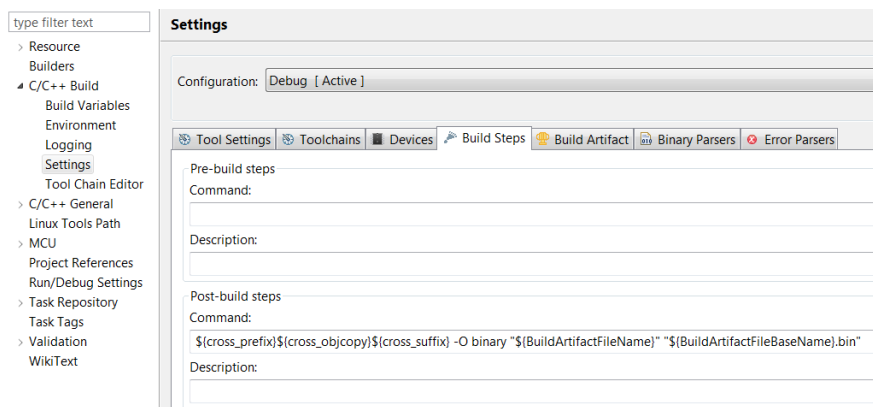 type filter text
Resource
Builders
C/C++ Build
Build Variables
Environment
Logging
Settings
Tool Chain Editor
C/C++ General
Linux Tools Path
MCU
Project References
Run/Debug Settings
Task Repository
Task Tags
Validation
WikiText
Settings
Configuration: Debug [ Active ]
Tool Settings Toolchains Devices Build Steps Build Artifact Binary Parsers Error Parsers
Pre-build steps
Command:
Description:
Post-build steps
Command:
${cross_prefix}${cross_objcopy}${cross_suffix} -O binary "${BuildArtifactFileName}" "${BuildArtifactFileBaseName}.bin"
Description: